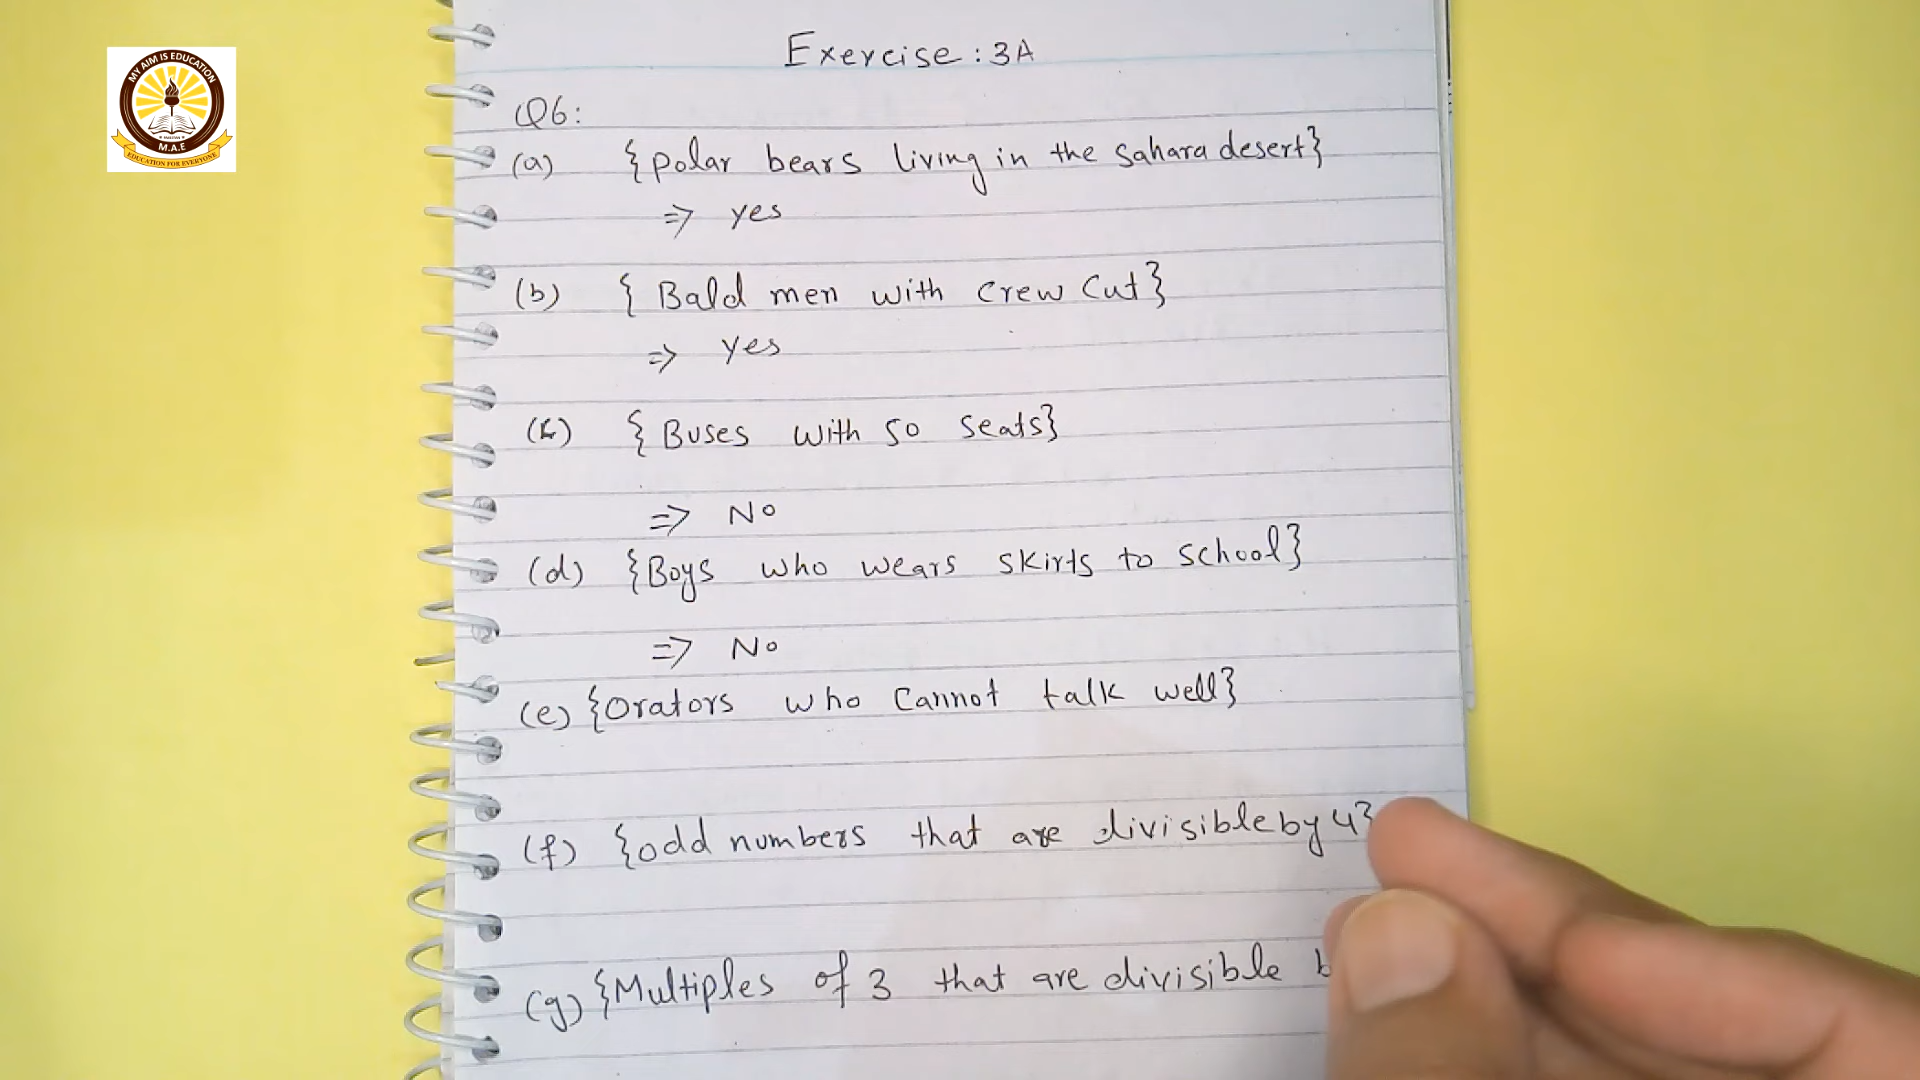 MY AIM IS EDUCATION
M.A.E
EDUCATION FOR EVERYONE
Exercise: 3A
Q6:
(a) {polar bears living in the sahara desert}
=> yes
(b) { Bald men with crew cut}
=> yes
(c) { Buses with 50 seats}
=> No
(d) {Boys who wears skirts to school}
=> No
(e) {Orators who cannot talk well}
(f) {odd numbers that are divisible by 4}
(g) {Multiples of 3 that are divisible b